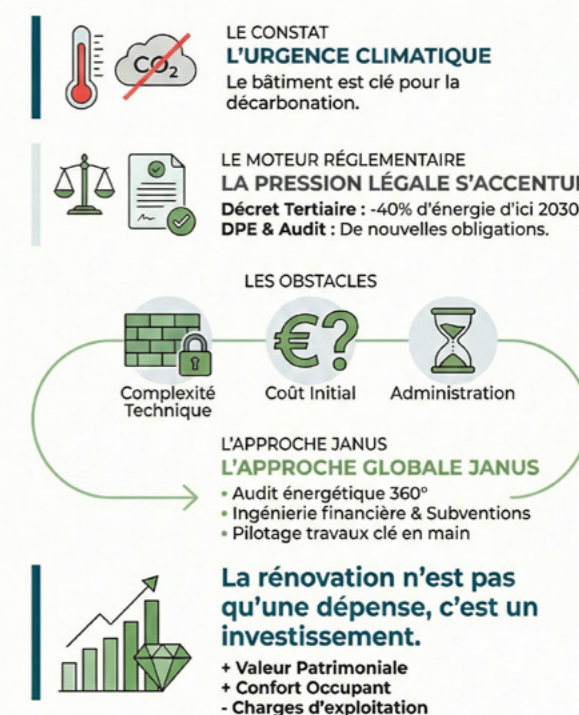 LE CONSTAT
L'URGENCE CLIMATIQUE
CO₂
Le bâtiment est clé pour la
décarbonation.
LE MOTEUR RÉGLEMENTAIRE
LA PRESSION LÉGALE S'ACCENTUE
Décret Tertiaire : -40% d'énergie d'ici 2030
DPE & Audit : De nouvelles obligations.
LES OBSTACLES
€?
Complexité
Technique
Coût Initial
Administration
L'APPROCHE JANUS
L'APPROCHE GLOBALE JANUS
• Audit énergétique 360°
• Ingénierie financière & Subventions
• Pilotage travaux clé en main
La rénovation n'est pas
qu'une dépense, c'est un
investissement.
+ Valeur Patrimoniale
+ Confort Occupant
- Charges d'exploitation